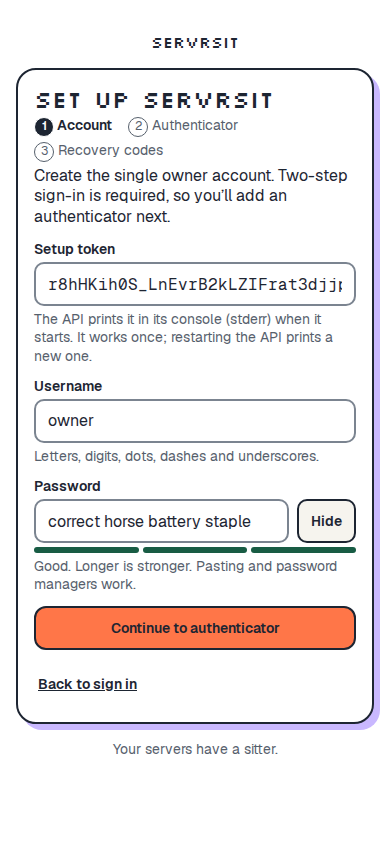 SERVRSIT
SET UP SERVRSIT
1 Account 2 Authenticator
3 Recovery codes
Create the single owner account. Two-step
sign-in is required, so you'll add an
authenticator next.
Setup token
r8hHKih0S_LnEvrB2kLZIFrat3djj
The API prints it in its console (stderr) when it
starts. It works once; restarting the API prints a
new one.
Username
owner
Letters, digits, dots, dashes and underscores.
Password
correct horse battery staple
Hide
Good. Longer is stronger. Pasting and password
managers work.
Continue to authenticator
Back to sign in
Your servers have a sitter.